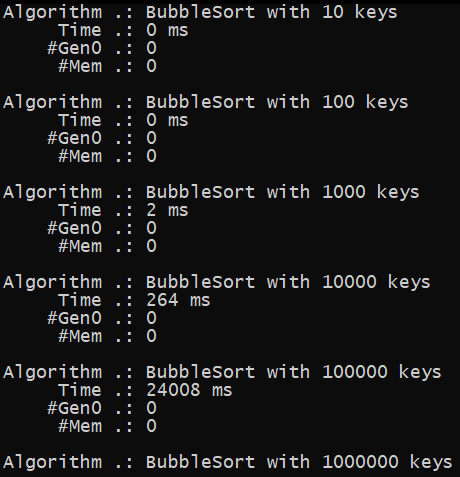 Algorithm .: BubbleSort with 10 keys
Time .: 0 ms
#Gen0 .: 0
#Mem .: 0
Algorithm .: BubbleSort with 100 keys
Time .: 0 ms
#Gen0 .: 0
#Mem .: 0
Algorithm .: BubbleSort with 1000 keys
Time .: 2 ms
#Gen0 .: 0
#Mem .: 0
Algorithm .: BubbleSort with 10000 keys
Time .: 264 ms
#Gen0 .: 0
#Mem .: 0
Algorithm .: BubbleSort with 100000 keys
Time .: 24008 ms
#Gen0 .: 0
#Mem .: 0
Algorithm .: BubbleSort with 1000000 keys